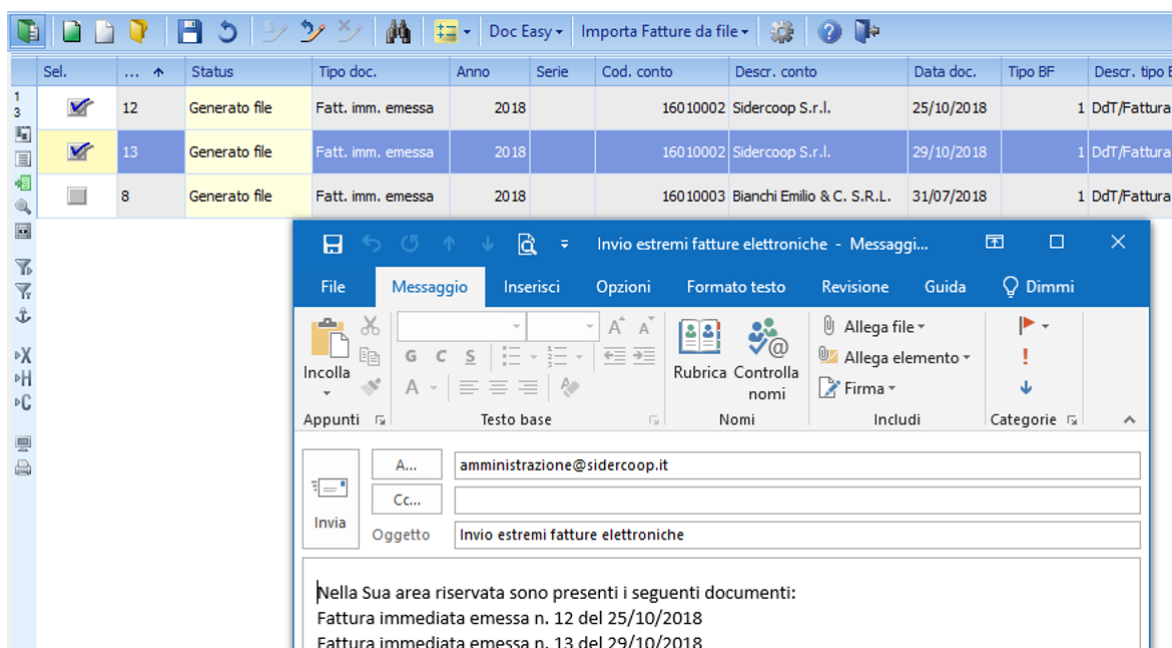 Doc Easy Importa Fatture da file
Sel. ... Status Tipo doc. Anno Serie Cod. conto Descr. conto Data doc. Tipo BF Descr. tipo
1
3
12 Generato file Fatt. imm. emessa 2018 16010002 Sidercoop S.r.l. 25/10/2018 1 DdT/Fattura
13 Generato file Fatt. imm. emessa 2018 16010002 Sidercoop S.r.l. 29/10/2018 1 DdT/Fattura
8 Generato file Fatt. imm. emessa 2018 16010003 Bianchi Emilio & C. S.R.L. 31/07/2018 1 DdT/Fattura
X
H
C
Invio estremi fatture elettroniche - Messaggi...
File Messaggio Inserisci Opzioni Formato testo Revisione Guida Dimmi
Incolla
G C S
A
A A
Rubrica
Controlla
nomi
Allega file
Allega elemento
Firma
Appunti Testo base Nomi Includi Categorie
Invia
A... amministrazione@sidercoop.it
Cc...
Oggetto Invio estremi fatture elettroniche
Nella Sua area riservata sono presenti i seguenti documenti:
Fattura immediata emessa n. 12 del 25/10/2018
Fattura immediata emessa n. 13 del 29/10/2018